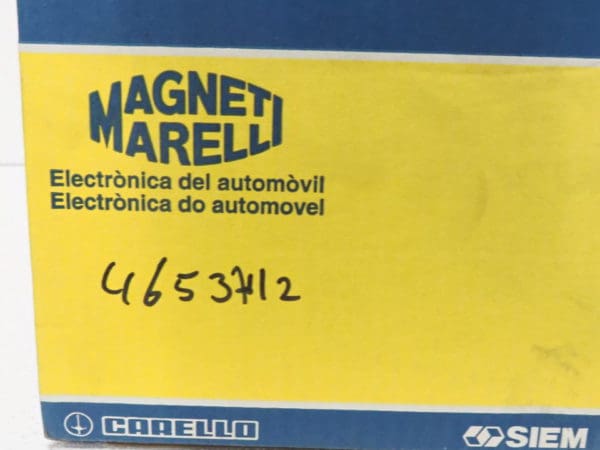 MAGNETI
MARELLI
Electrònica del automòvil
Electrònica do automovel
4653712
CARELLO
SIEM